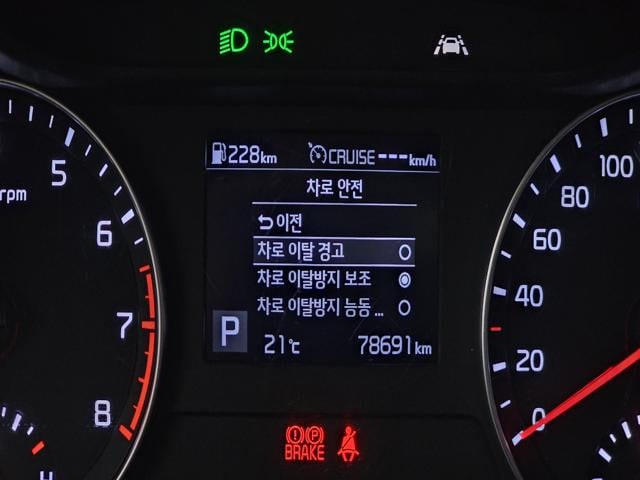 228km CRUISE ---km/h
차로 안전
이전
차로 이탈 경고
차로 이탈방지 보조
차로 이탈방지 능동 ...
P 21℃ 78691km
rpm
5
6
7
8
H
100
80
60
40
20
0
(!) (P)
BRAKE